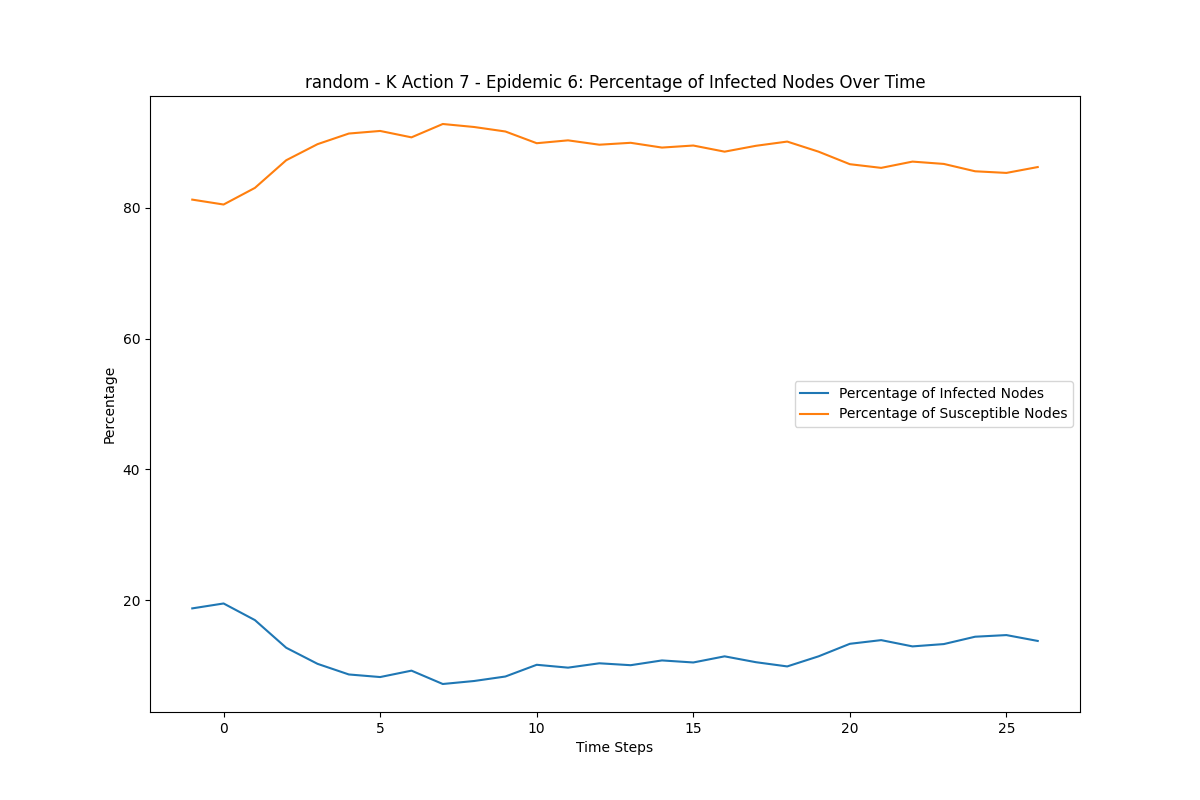 random - K Action 7 - Epidemic 6: Percentage of Infected Nodes Over Time
Percentage
80
60
40
20
Percentage of Infected Nodes
Percentage of Susceptible Nodes
0 5 10 15 20 25
Time Steps